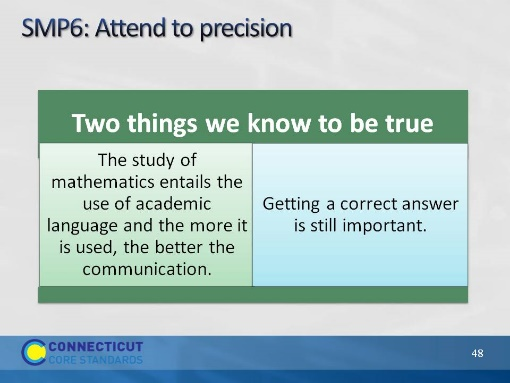 SMP6: Attend to precision
Two things we know to be true
The study of
mathematics entails the
use of academic
language and the more it
is used, the better the
communication.
Getting a correct answer
is still important.
CONNECTICUT
CORE STANDARDS
48